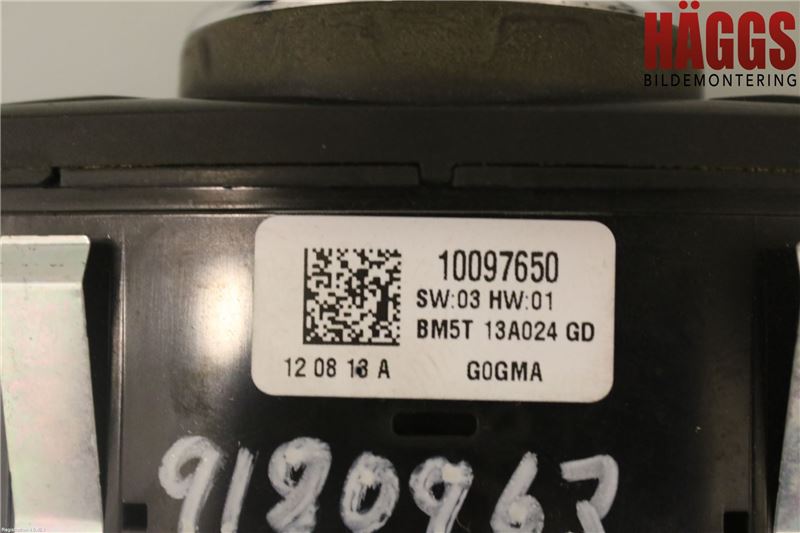 HÄGGS
BILDEMONTERING
10097650
SW:03 HW:01
BM5T 13A024 GD
12 08 13 A
G0GMA
9180963